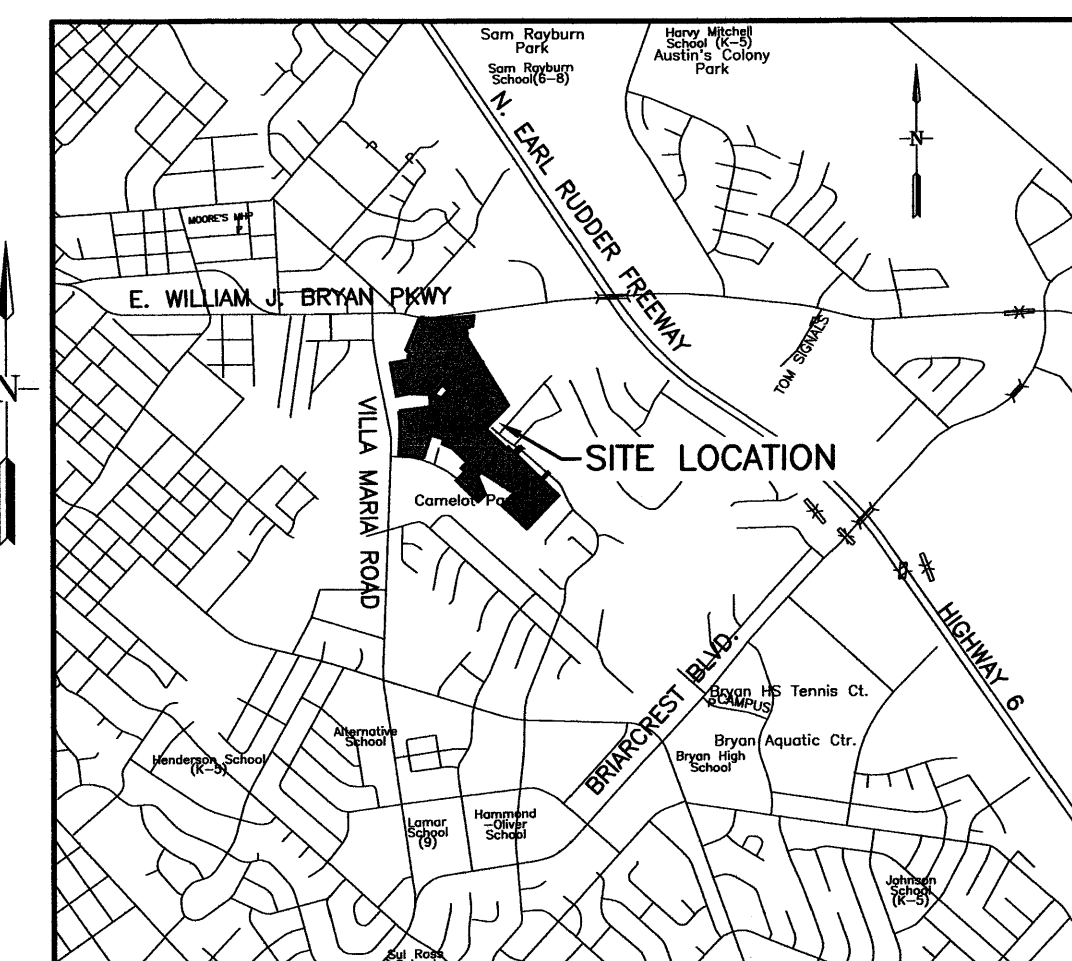 Sam Rayburn
Park
Sam Rayburn
School(6-8)
Harvy Mitchell
School (K-5)
Austin's Colony
Park
N
N. EARL RUDDER FREEWAY
MOORE'S MHP
P
E. WILLIAM J. BRYAN PKWY
TOM SIGNALS
N
VILLA MARIA ROAD
SITE LOCATION
Camelot
HIGHWAY 6
BRIARCREST BLVD.
Bryan HS Tennis Ct.
P CAMPUS
Bryan Aquatic Ctr.
Bryan High
School
Alternative
School
Henderson School
(K-5)
Lamar
School
(9)
Hammond
-Oliver
School
Johnson
School
(K-5)
Sul Ross